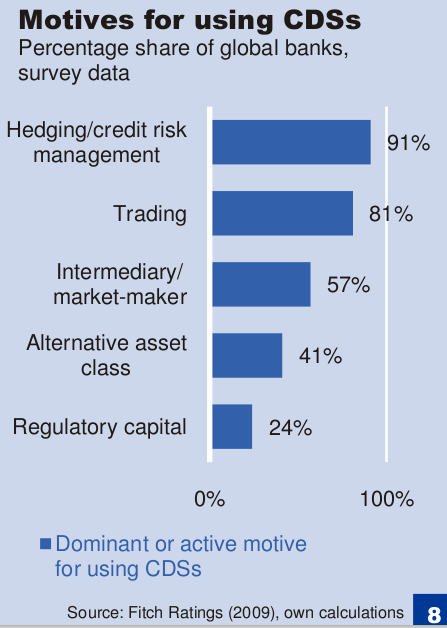 Motives for using CDSs
Percentage share of global banks,
survey data
Hedging/credit risk
management
91%
Trading
81%
Intermediary/
market-maker
57%
Alternative asset
class
41%
Regulatory capital
24%
0%
100%
Dominant or active motive
for using CDSs
Source: Fitch Ratings (2009), own calculations
8